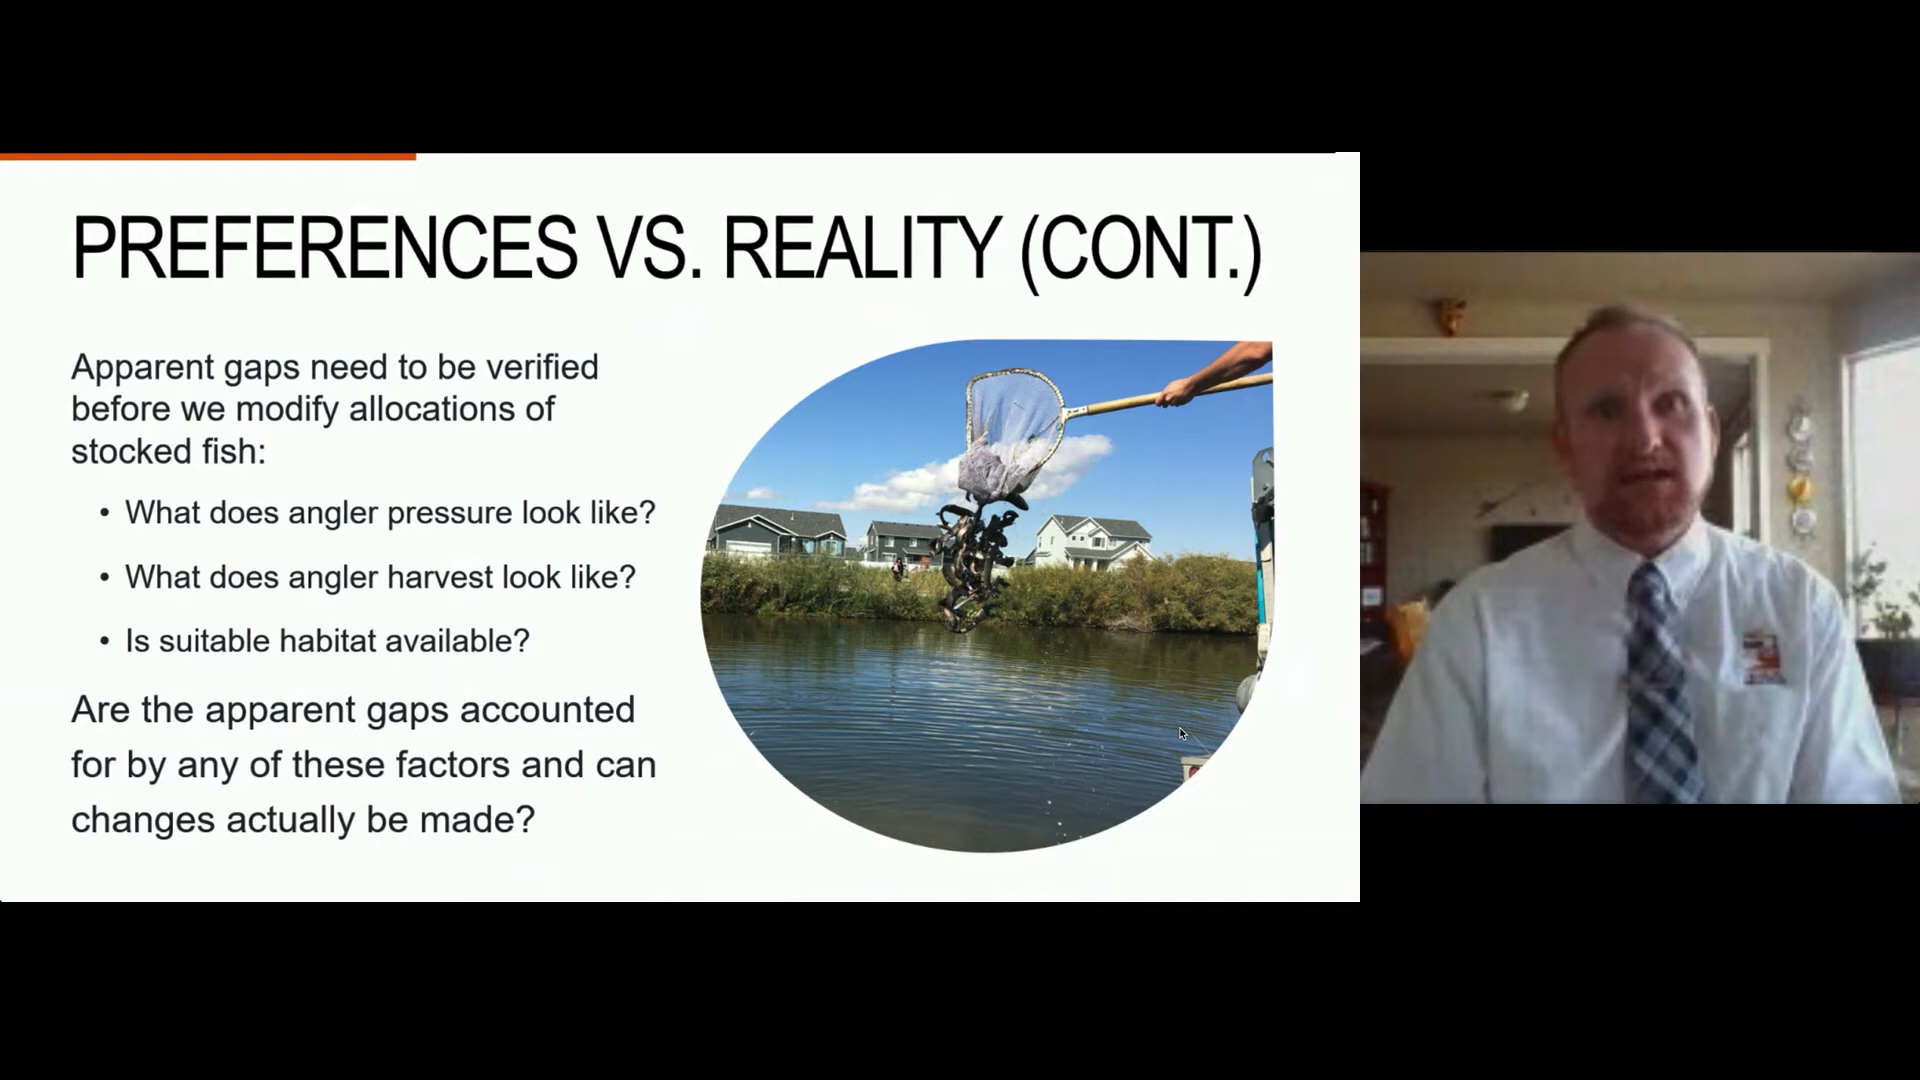 PREFERENCES VS. REALITY (CONT.)
Apparent gaps need to be verified
before we modify allocations of
stocked fish:
• What does angler pressure look like?
• What does angler harvest look like?
• Is suitable habitat available?
Are the apparent gaps accounted
for by any of these factors and can
changes actually be made?